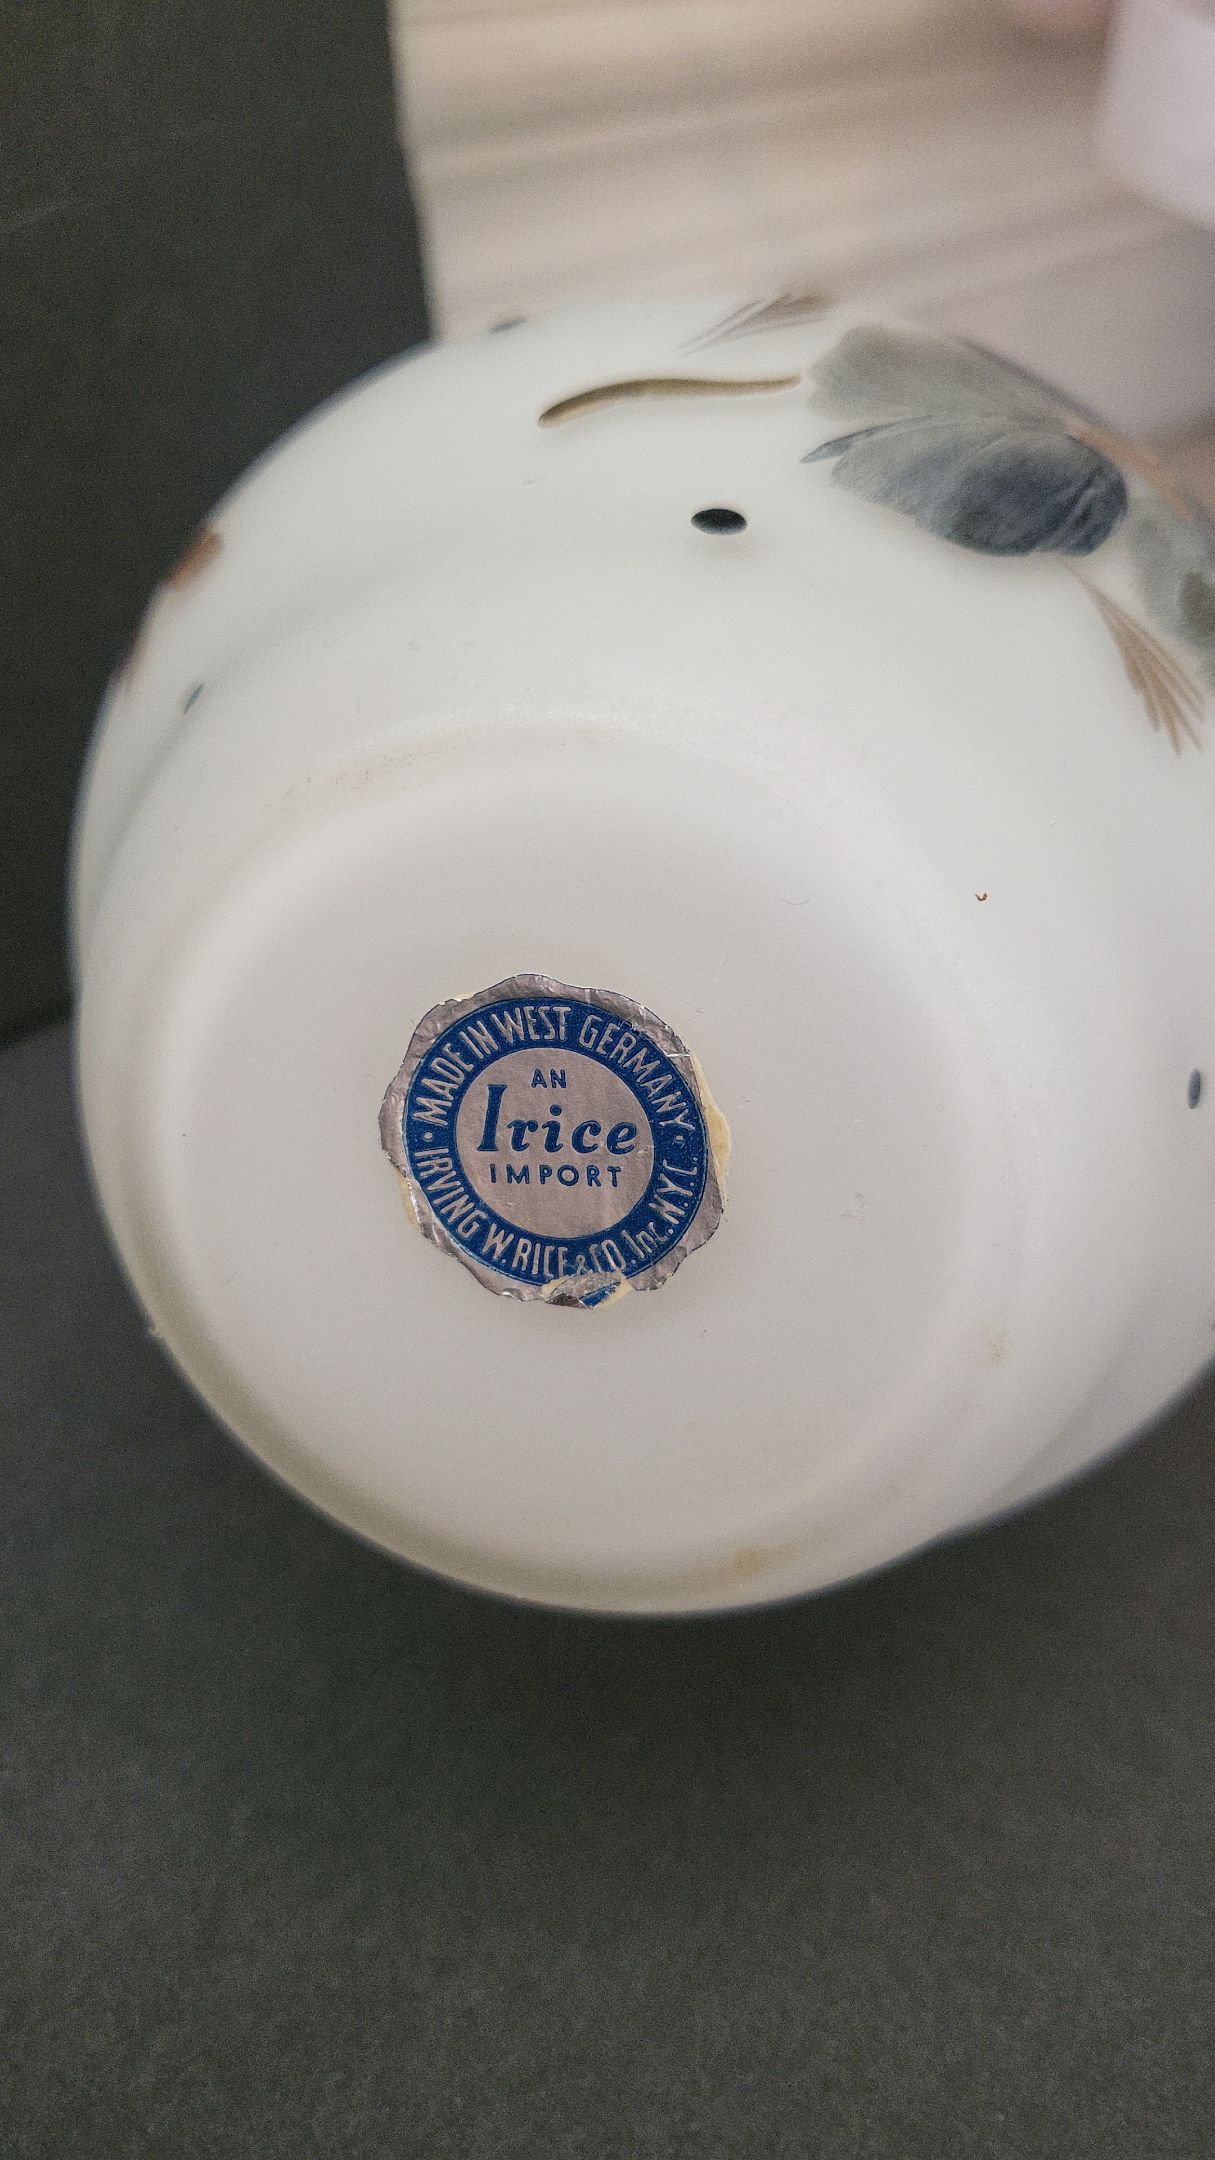 MADE IN WEST GERMANY
AN
Irice
IMPORT
IRVING W. RICE & CO. Inc. N.Y.C.